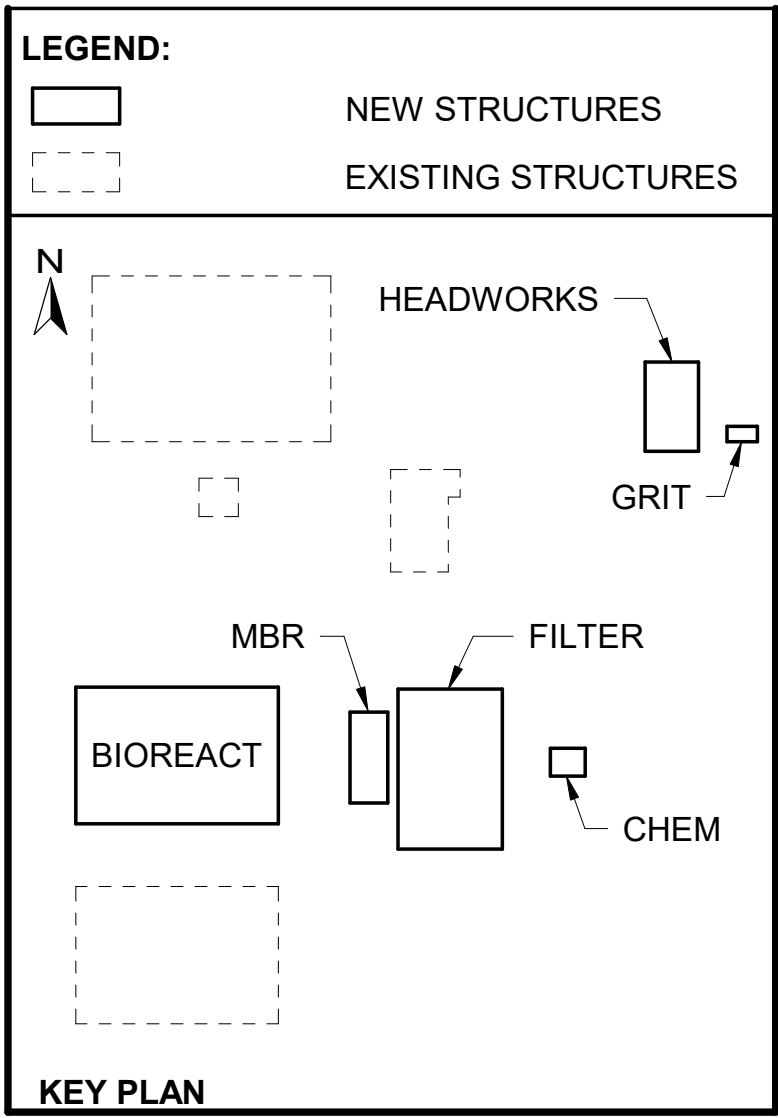 LEGEND:
NEW STRUCTURES
EXISTING STRUCTURES
N
HEADWORKS
GRIT
MBR
FILTER
BIOREACT
CHEM
KEY PLAN